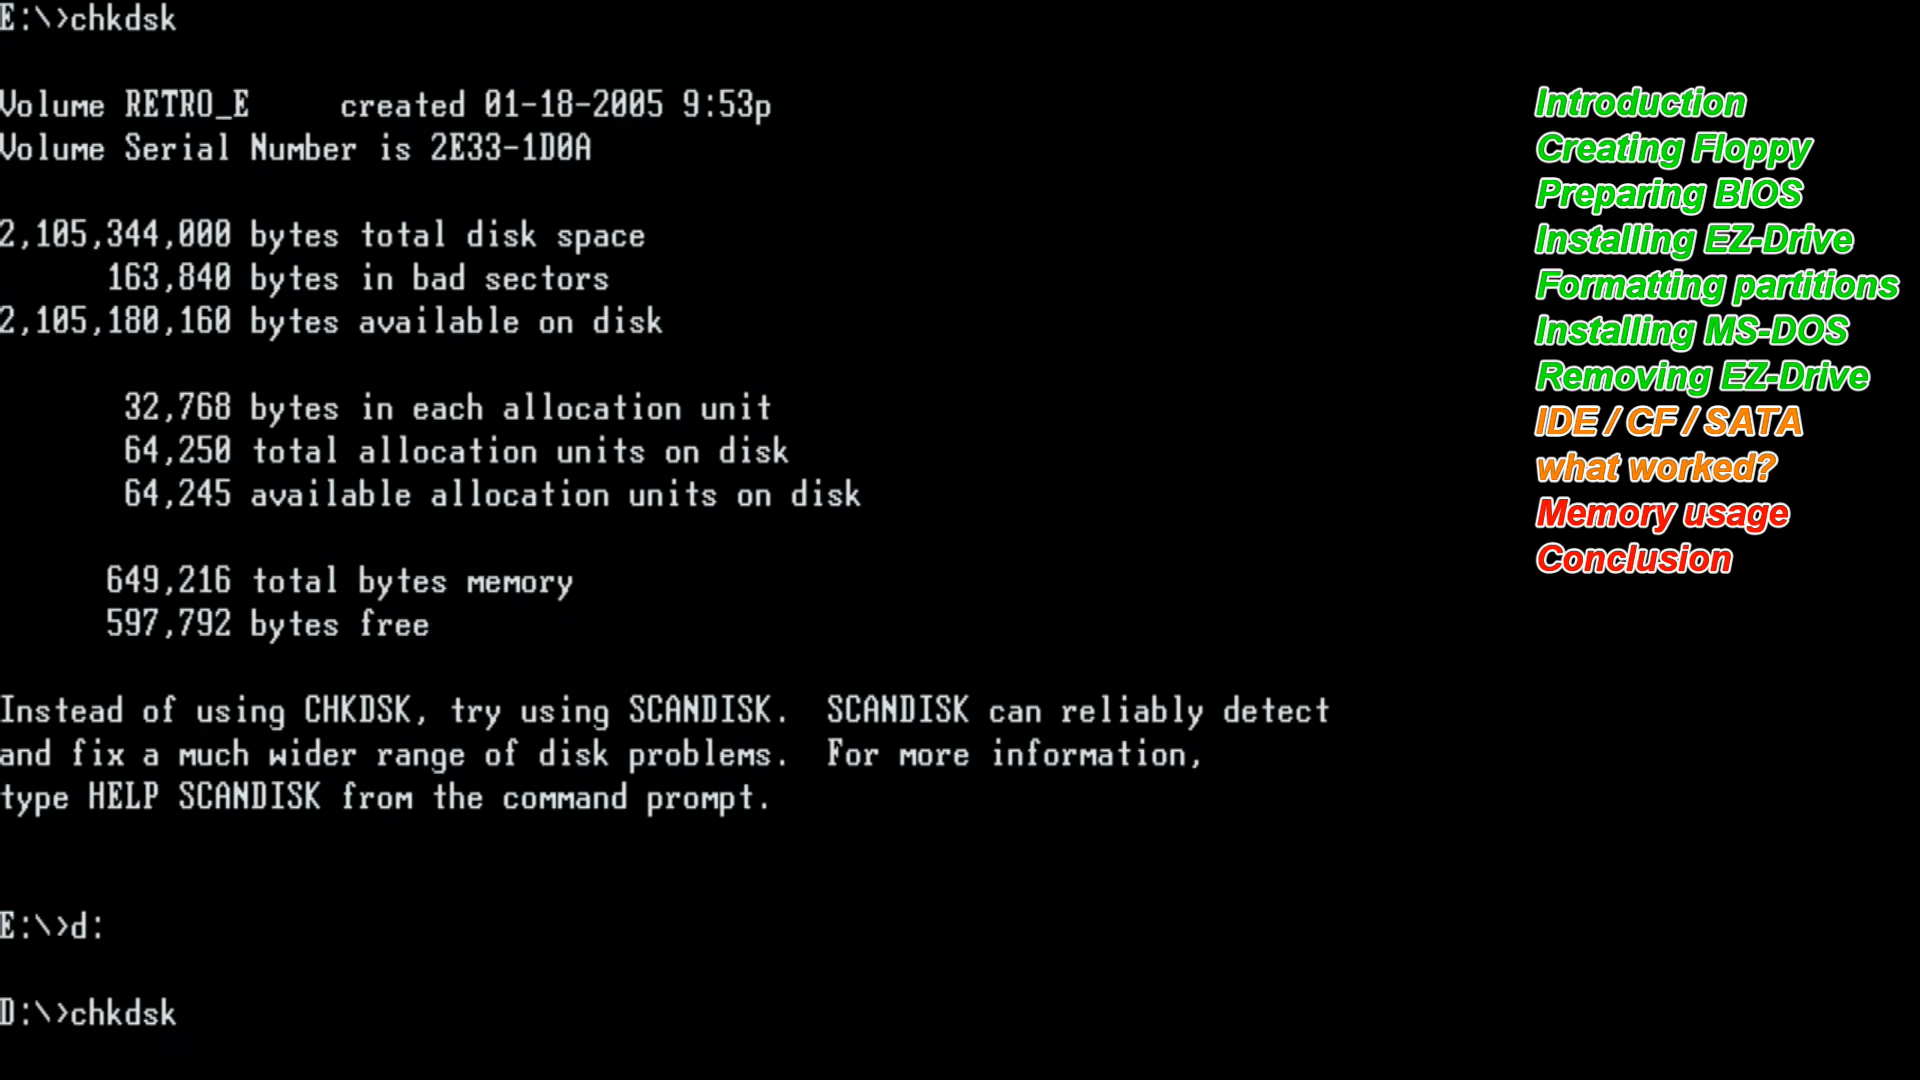 E:\>chkdsk
Volume RETRO_E     created 01-18-2005 9:53p
Volume Serial Number is 2E33-1D0A
2,105,344,000 bytes total disk space
163,840 bytes in bad sectors
2,105,180,160 bytes available on disk
32,768 bytes in each allocation unit
64,250 total allocation units on disk
64,245 available allocation units on disk
649,216 total bytes memory
597,792 bytes free
Instead of using CHKDSK, try using SCANDISK.  SCANDISK can reliably detect
and fix a much wider range of disk problems.  For more information,
type HELP SCANDISK from the command prompt.
E:\>d:
D:\>chkdsk
Introduction
Creating Floppy
Preparing BIOS
Installing EZ-Drive
Formatting partitions
Installing MS-DOS
Removing EZ-Drive
IDE / CF / SATA
what worked?
Memory usage
Conclusion